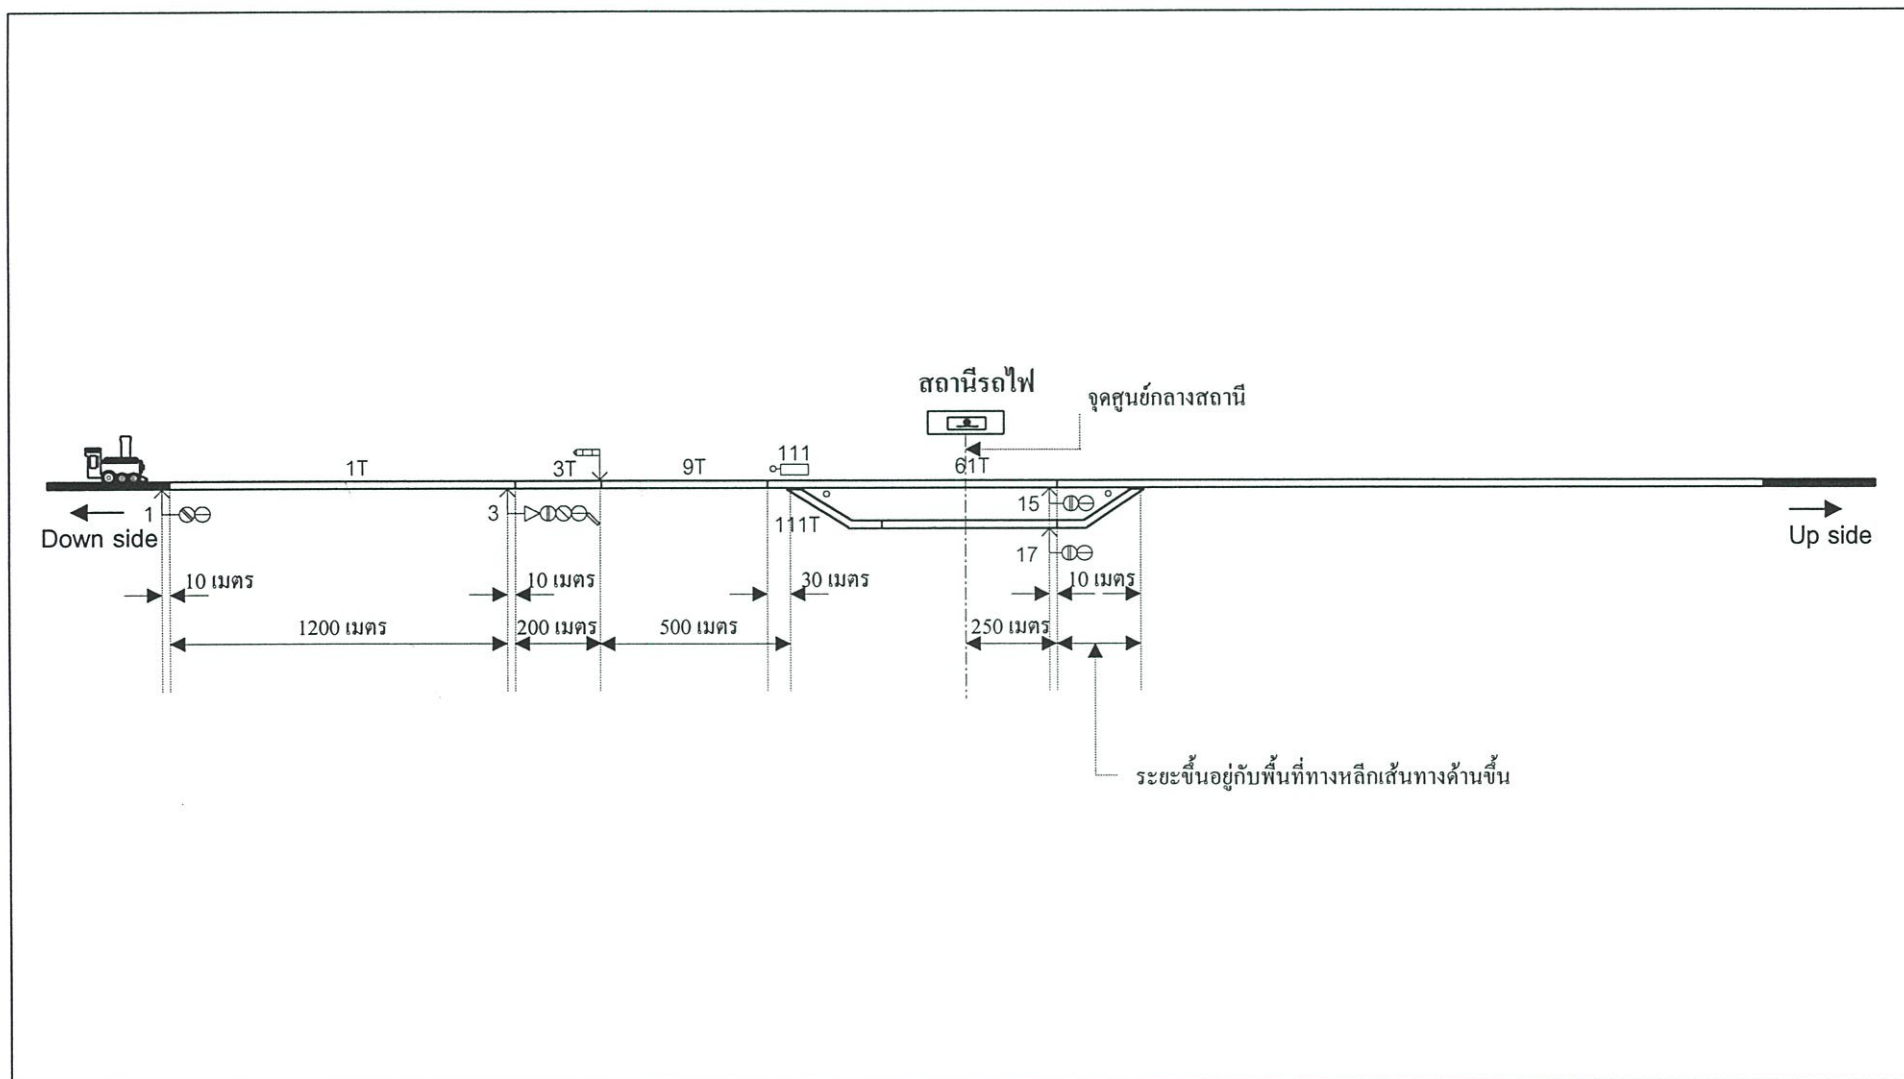 สถานีรถไฟ
จุดศูนย์กลางสถานี
1T
3T
9T
111
61T
1
3
111T
15
17
Down side
Up side
10 เมตร
10 เมตร
30 เมตร
10 เมตร
1200 เมตร
200 เมตร
500 เมตร
250 เมตร
ระยะขึ้นอยู่กับพื้นที่ทางหลีกเส้นทางด้านขึ้น